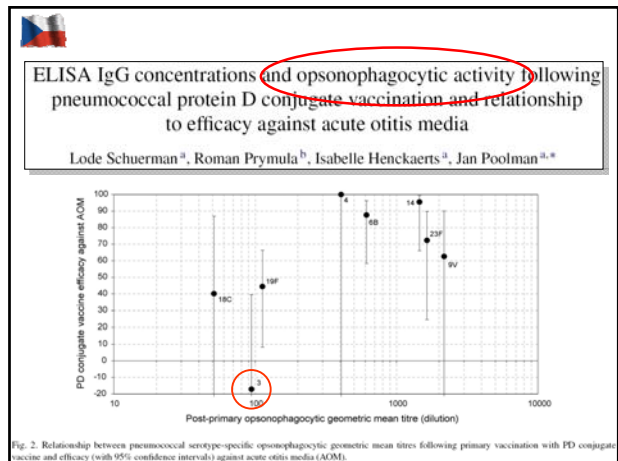 ELISA IgG concentrations and opsonophagocytic activity following
pneumococcal protein D conjugate vaccination and relationship
to efficacy against acute otitis media
Lode Schuerman a, Roman Prymula b, Isabelle Henckaerts a, Jan Poolman a,*
PD conjugate vaccine efficacy against AOM
100
90
80
70
60
50
40
30
20
10
0
-10
-20
4
6B
14
23F
9V
18C
19F
3
10
100
1000
10000
Post-primary opsonophagocytic geometric mean titre (dilution)
Fig. 2. Relationship between pneumococcal serotype-specific opsonophagocytic geometric mean titres following primary vaccination with PD conjugate
vaccine and efficacy (with 95% confidence intervals) against acute otitis media (AOM).